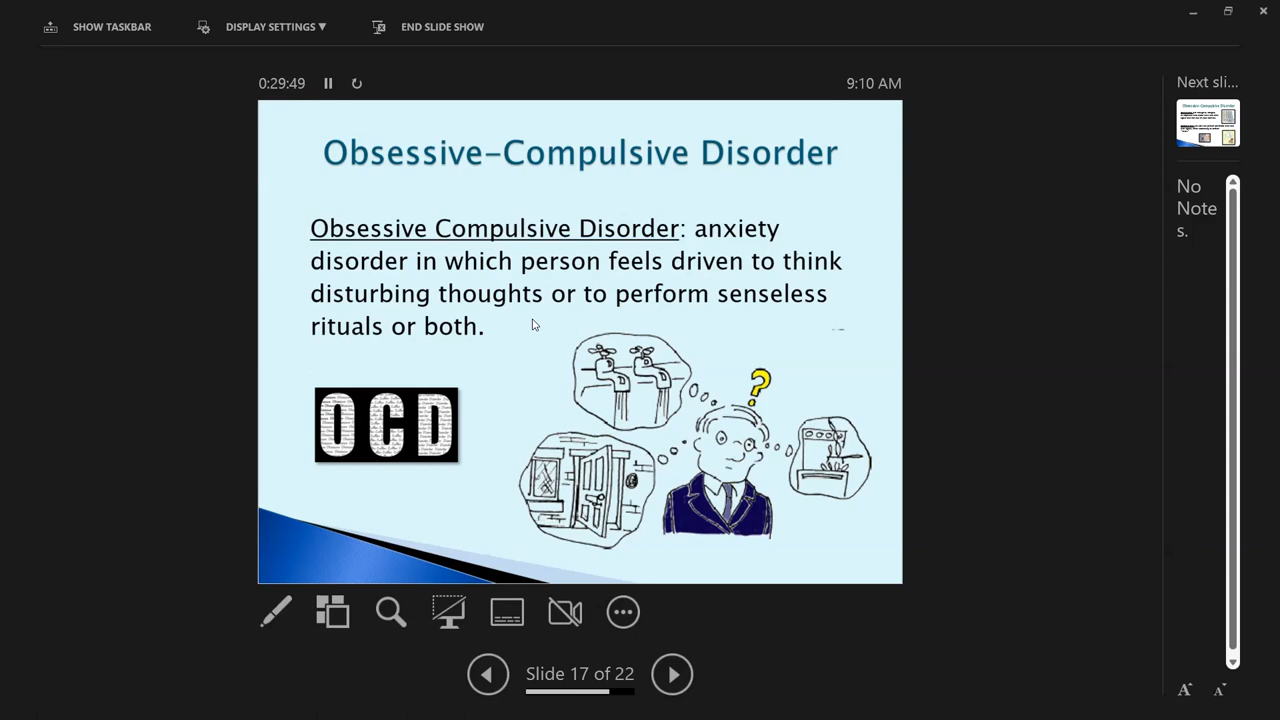 SHOW TASKBAR
DISPLAY SETTINGS ▼
END SLIDE SHOW
0:29:49
9:10 AM
Next sli...
Obsessive-Compulsive Disorder
Obsessive Compulsive Disorder: anxiety
disorder in which person feels driven to think
disturbing thoughts or to perform senseless
rituals or both.
?
OCD
No
Note
s.
Slide 17 of 22